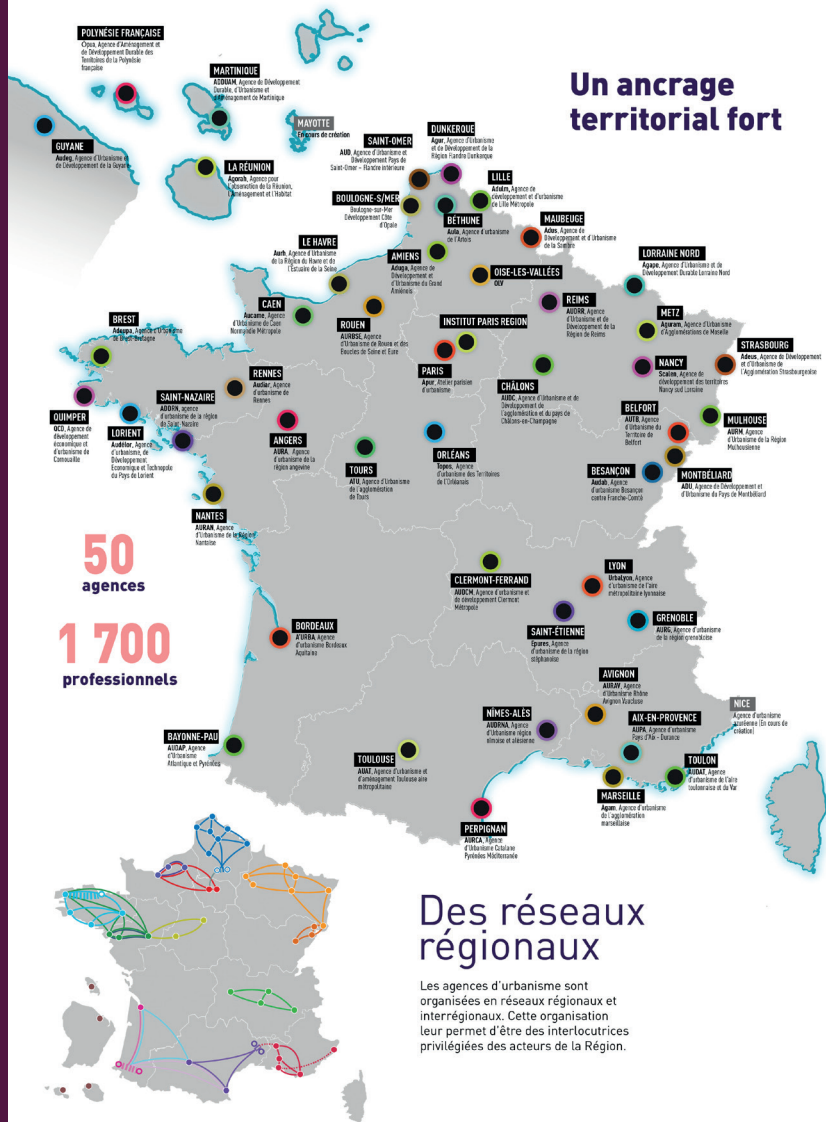 Un ancrage
territorial fort
POLYNÉSIE FRANÇAISE
Opua, Agence d'Aménagement et
de Développement Durable des
Territoires de la Polynésie
française
MARTINIQUE
ADDUAM, Agence de Développement
Durable, d'Urbanisme et
d'Aménagement de Martinique
MAYOTTE
En cours de création
GUYANE
Audeg, Agence d'Urbanisme et
de Développement de la Guyane
LA RÉUNION
Agorah, Agence pour
l'observation de la Réunion,
l'Aménagement et l'Habitat
SAINT-OMER
AUD, Agence d'Urbanisme et
Développement Pays de
Saint-Omer – Flandre intérieure
DUNKERQUE
Agur, Agence d'Urbanisme
et de Développement de la
Région Flandre Dunkerque
LILLE
Adulm, Agence de
développement et d'urbanisme
de Lille Métropole
BOULOGNE-S/MER
Boulogne-sur-Mer
Développement Côte
d'Opale
BÉTHUNE
Aula, Agence d'urbanisme
de l'Artois
MAUBEUGE
Adus, Agence de
Développement et d'Urbanisme
de la Sambre
LE HAVRE
Aurh, Agence d'Urbanisme
de la Région du Havre et de
l'Estuaire de la Seine
AMIENS
Aduga, Agence de
Développement et
d'Urbanisme du Grand
Amiénois
OISE-LES-VALLÉES
OLV
LORRAINE NORD
Agape, Agence d'Urbanisme et de
Développement Durable Lorraine Nord
CAEN
Aucame, Agence
d'Urbanisme de Caen
Normandie Métropole
ROUEN
AURBSE, Agence
d'Urbanisme de Rouen et des
Boucles de Seine et Eure
INSTITUT PARIS REGION
REIMS
AUDRR, Agence
d'Urbanisme et de
Développement de la
Région de Reims
METZ
Aguram, Agence d'Urbanisme
d'Agglomérations de Moselle
STRASBOURG
Adeus, Agence de Développement
et d'Urbanisme de
l'Agglomération Strasbourgeoise
BREST
Adeupa, Agence d'Urbanisme
de Brest-Bretagne
RENNES
Audiar, Agence
d'urbanisme de
Rennes
PARIS
Apur, Atelier parisien
d'urbanisme
CHÂLONS
AUDC, Agence d'Urbanisme et de
Développement de
l'agglomération et du pays de
Châlons-en-Champagne
NANCY
Scalen, Agence de
développement des territoires
Nancy sud Lorraine
QUIMPER
QCD, Agence de
développement
économique et
d'urbanisme de
Cornouaille
LORIENT
Audélor, Agence
d'urbanisme, de
Développement
Economique et Technopole
du Pays de Lorient
SAINT-NAZAIRE
ADDRN, agence
d'urbanisme de la région
de Saint-Nazaire
ANGERS
AURA, Agence
d'urbanisme de la
région angevine
TOURS
ATU, Agence d'Urbanisme
de l'agglomération
de Tours
ORLÉANS
Topos, Agence
d'urbanisme des Territoires
de l'Orléanais
BELFORT
AUTB, Agence
d'Urbanisme du
Territoire de
Belfort
MULHOUSE
AURM, Agence
d'Urbanisme de la Région
Mulhousienne
BESANÇON
Audab, Agence
d'urbanisme Besançon
centre Franche-Comté
MONTBÉLIARD
ADU, Agence de Développement et
d'Urbanisme du Pays de Montbéliard
NANTES
AURAN, Agence
d'Urbanisme de la Région
Nantaise
50
agences
1 700
professionnels
CLERMONT-FERRAND
AUDCM, Agence d'urbanisme et
de développement Clermont
Métropole
LYON
UrbaLyon, Agence
d'urbanisme de l'aire
métropolitaine lyonnaise
SAINT-ÉTIENNE
Epures, Agence
d'urbanisme de la région
stéphanoise
GRENOBLE
AURG, Agence d'urbanisme
de la région grenobloise
BORDEAUX
A'URBA, Agence
d'urbanisme Bordeaux
Aquitaine
AVIGNON
AURAV, Agence
d'Urbanisme Rhône
Avignon Vaucluse
NICE
Agence d'urbanisme
azuréenne (En cours de
création)
NÎMES-ALÈS
AUDRNA, Agence
d'Urbanisme région
nîmoise et alésienne
AIX-EN-PROVENCE
AUPA, Agence d'urbanisme
Pays d'Aix - Durance
BAYONNE-PAU
AUDAP, Agence
d'Urbanisme
Atlantique et Pyrénées
TOULOUSE
AUAT, Agence d'urbanisme et
d'aménagement Toulouse aire
métropolitaine
TOULON
AUDAT, Agence
d'urbanisme de l'aire
toulonnaise et du Var
MARSEILLE
Agam, Agence d'urbanisme
de l'agglomération
marseillaise
PERPIGNAN
AURCA, Agence
d'Urbanisme Catalane
Pyrénées Méditerranée
Des réseaux
régionaux
Les agences d'urbanisme sont
organisées en réseaux régionaux et
interrégionaux. Cette organisation
leur permet d'être des interlocutrices
privilégiées des acteurs de la Région.